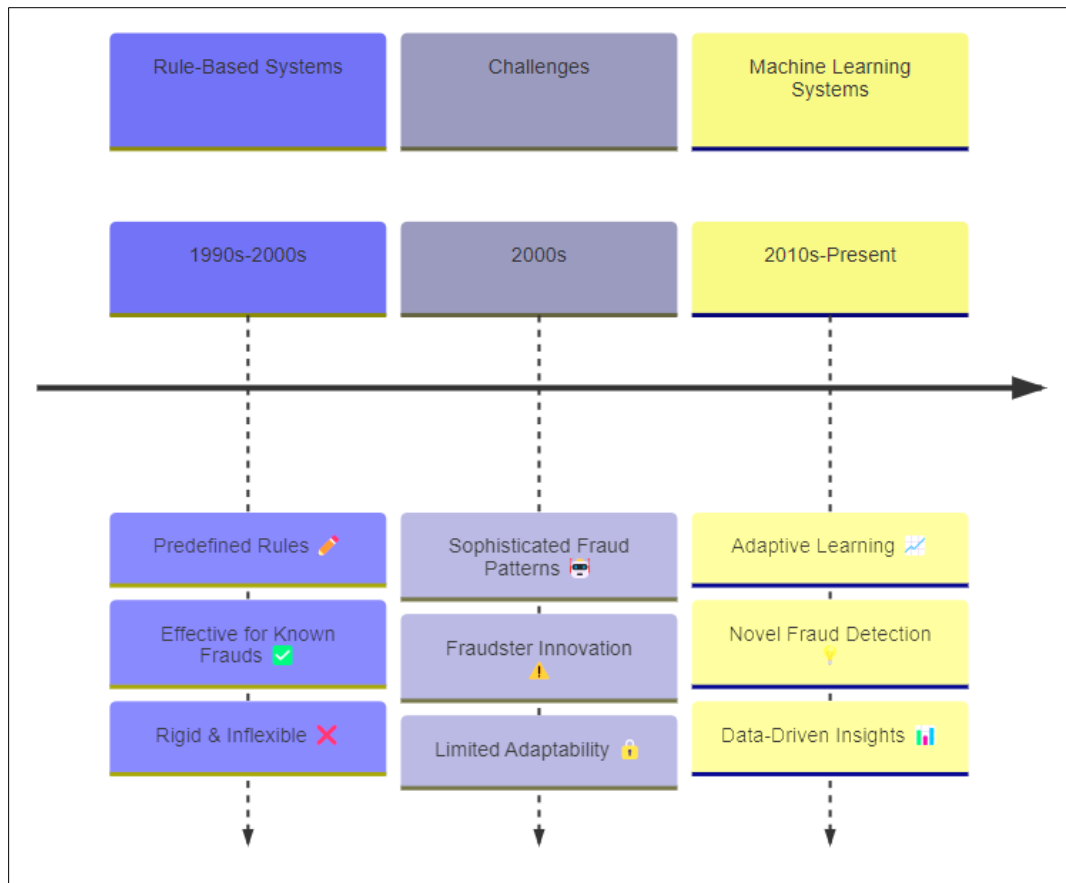 Rule-Based Systems
Challenges
Machine Learning
Systems
1990s-2000s
2000s
2010s-Present
Predefined Rules
Effective for Known
Frauds
Rigid & Inflexible
Sophisticated Fraud
Patterns
Fraudster Innovation
Limited Adaptability
Adaptive Learning
Novel Fraud Detection
Data-Driven Insights